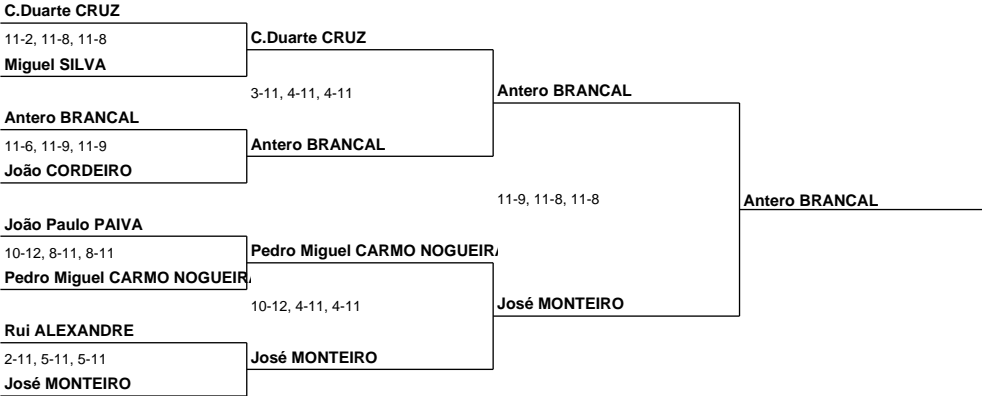 C.Duarte CRUZ
11-2, 11-8, 11-8
C.Duarte CRUZ
Miguel SILVA
3-11, 4-11, 4-11
Antero BRANCAL
Antero BRANCAL
11-6, 11-9, 11-9
Antero BRANCAL
João CORDEIRO
11-9, 11-8, 11-8
Antero BRANCAL
João Paulo PAIVA
10-12, 8-11, 8-11
Pedro Miguel CARMO NOGUEIR
Pedro Miguel CARMO NOGUEIR
10-12, 4-11, 4-11
José MONTEIRO
Rui ALEXANDRE
2-11, 5-11, 5-11
José MONTEIRO
José MONTEIRO